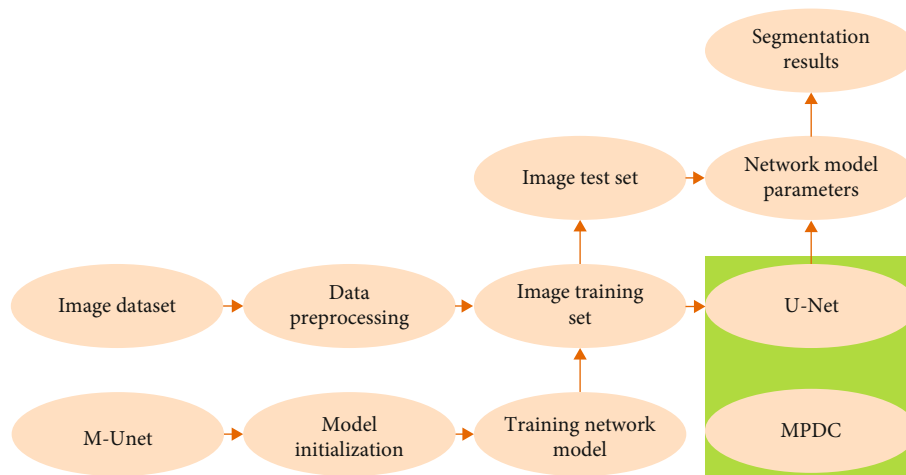 Segmentation
results
Image test set
Network model
parameters
Image dataset
Data
preprocessing
Image training
set
U-Net
M-Unet
Model
initialization
Training network
model
MPDC